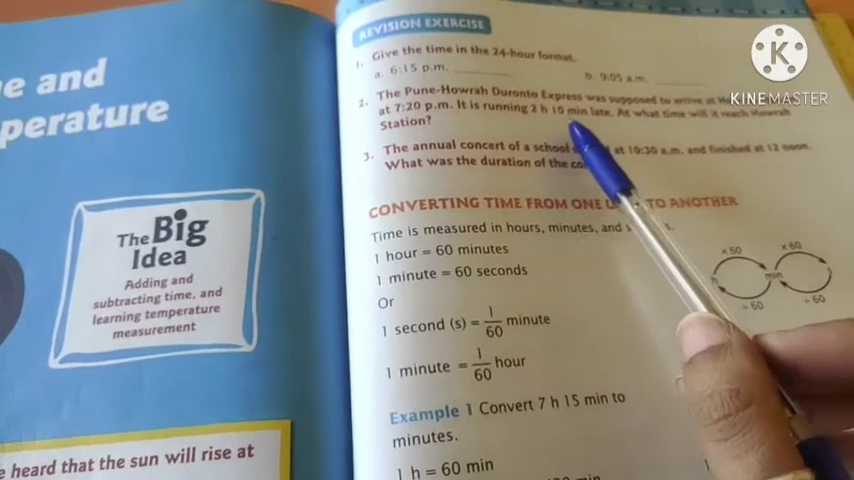 e and
perature
The Big
Idea
Adding and
subtracting time, and
learning temperature
measurement
e heard that the sun will rise at
REVISION EXERCISE
1. Give the time in the 24-hour format.
a. 6:15 p.m. b. 9:05 a.m.
2. The Pune-Howrah Duronto Express was supposed to arrive at
at 7:20 p.m. It is running 2 h 10 min late. At what time will it reach Howrah
Station?
3. The annual concert of a school at 10:30 a.m. and finished at 12 noon.
What was the duration of the
CONVERTING TIME FROM ONE TO ANOTHER
Time is measured in hours, minutes, and
1 hour = 60 minutes
1 minute = 60 seconds
Or
1 second (s) = 1/60 minute
1 minute = 1/60 hour
× 60 × 60
h min s
÷ 60 ÷ 60
Example 1 Convert 7 h 15 min to
minutes.
1 h = 60 min
KINEMASTER